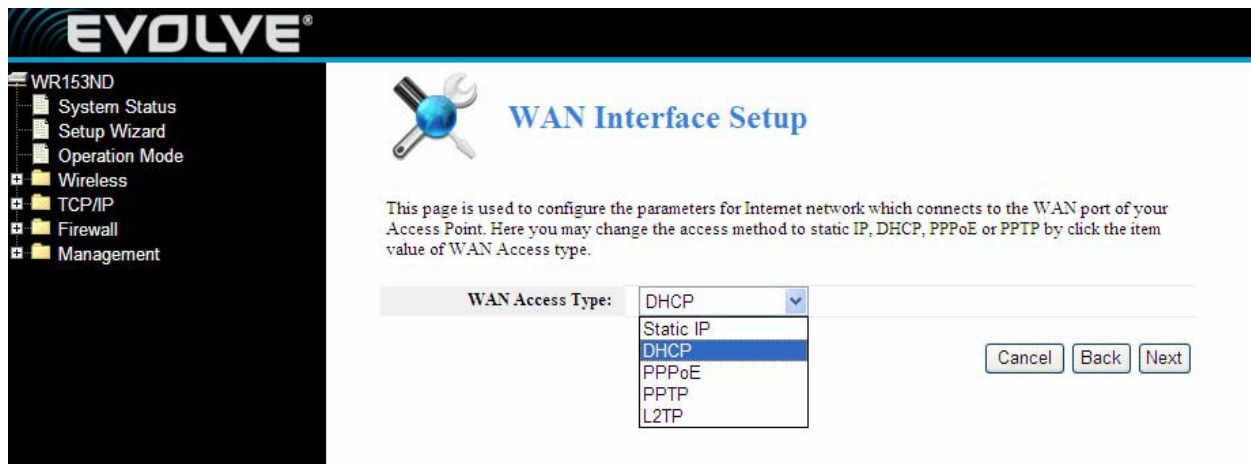 EVOLVE®
WR153ND
System Status
Setup Wizard
Operation Mode
Wireless
TCP/IP
Firewall
Management
WAN Interface Setup
This page is used to configure the parameters for Internet network which connects to the WAN port of your
Access Point. Here you may change the access method to static IP, DHCP, PPPoE or PPTP by click the item
value of WAN Access type.
WAN Access Type: DHCP
Static IP
DHCP
PPPoE
PPTP
L2TP
Cancel Back Next